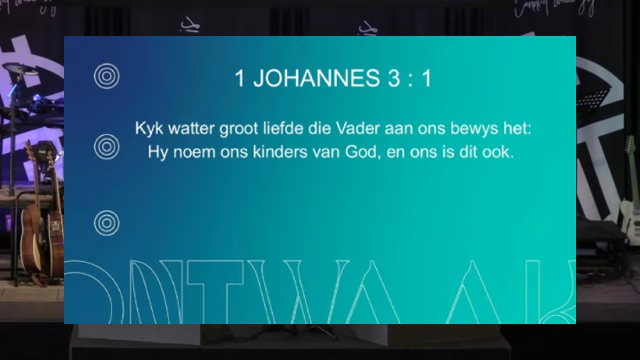 1 JOHANNES 3 : 1
Kyk watter groot liefde die Vader aan ons bewys het:
Hy noem ons kinders van God, en ons is dit ook.
ONTWAAK